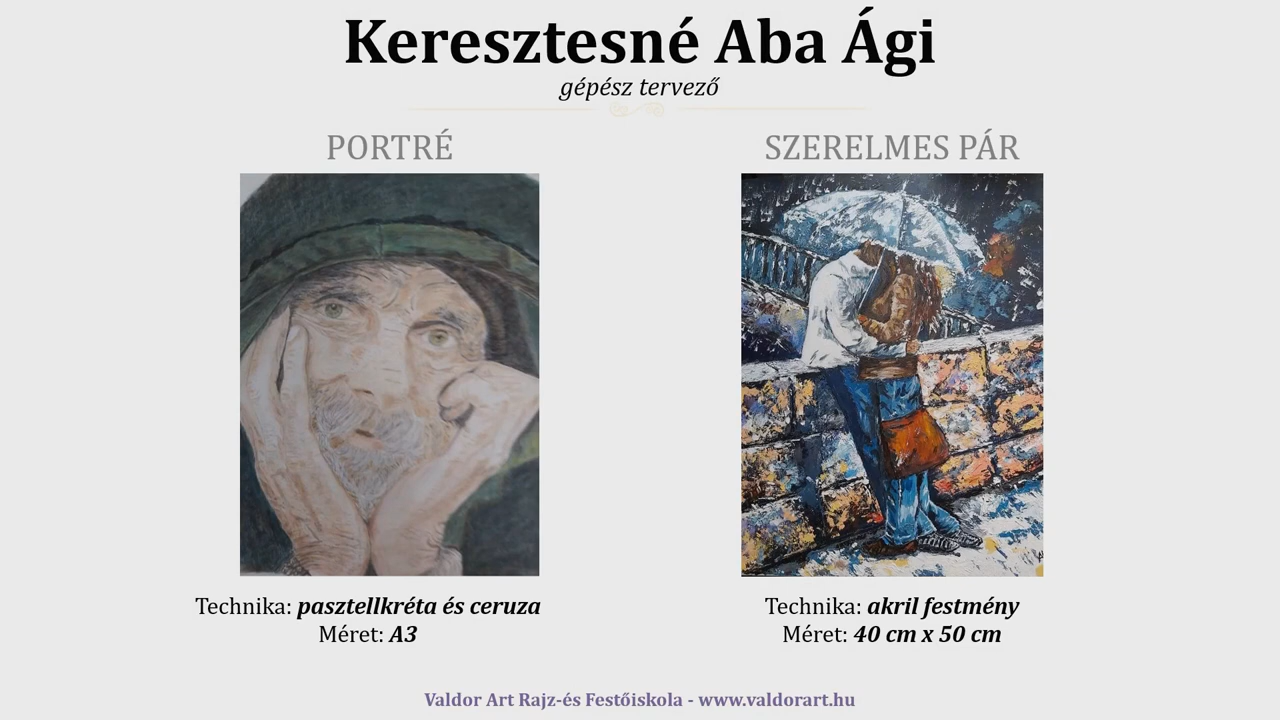 Keresztesné Aba Ági
gépész tervező
PORTRÉ
SZERELMES PÁR
Technika: pasztellkréta és ceruza
Méret: A3
Technika: akril festmény
Méret: 40 cm x 50 cm
Valdor Art Rajz-és Festőiskola - www.valdorart.hu